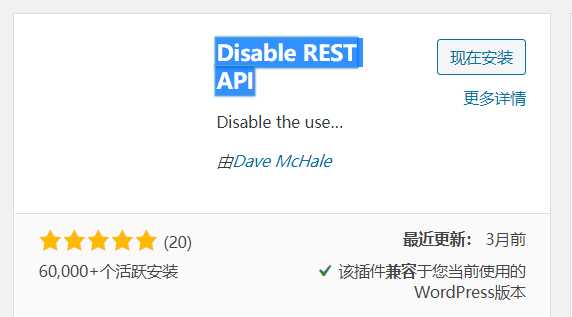 Disable REST
API
现在安装
更多详情
Disable the use...
由Dave McHale
(20)
60,000+个活跃安装
最近更新： 3月前
该插件兼容于您当前使用的
WordPress版本